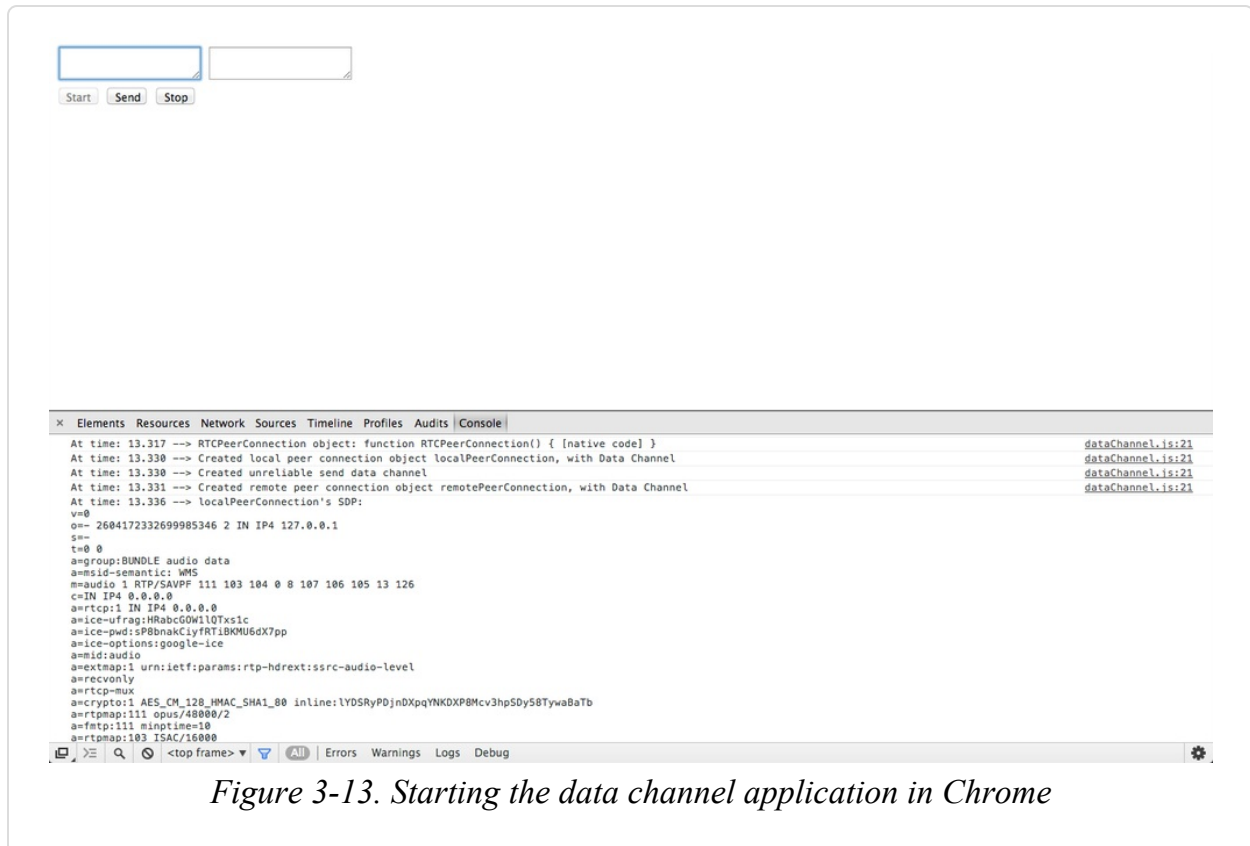 Start Send Stop
× Elements Resources Network Sources Timeline Profiles Audits Console
At time: 13.317 --> RTCPeerConnection object: function RTCPeerConnection() { [native code] } dataChannel.js:21
At time: 13.330 --> Created local peer connection object localPeerConnection, with Data Channel dataChannel.js:21
At time: 13.330 --> Created unreliable send data channel dataChannel.js:21
At time: 13.331 --> Created remote peer connection object remotePeerConnection, with Data Channel dataChannel.js:21
At time: 13.336 --> localPeerConnection's SDP:
v=0
o=- 2604172332699985346 2 IN IP4 127.0.0.1
s=-
t=0 0
a=group:BUNDLE audio data
a=msid-semantic: WMS
m=audio 1 RTP/SAVPF 111 103 104 0 8 107 106 105 13 126
c=IN IP4 0.0.0.0
a=rtcp:1 IN IP4 0.0.0.0
a=ice-ufrag:HRabcGOW1lQTxs1c
a=ice-pwd:sP8bnakCiyfRTiBKMU6dX7pp
a=ice-options:google-ice
a=mid:audio
a=extmap:1 urn:ietf:params:rtp-hdrext:ssrc-audio-level
a=recvonly
a=rtcp-mux
a=crypto:1 AES_CM_128_HMAC_SHA1_80 inline:lYDSRyPDjnDXpqYNKDXP8Mcv3hpSDy58TywaBaTb
a=rtpmap:111 opus/48000/2
a=fmtp:111 minptime=10
a=rtpmap:103 ISAC/16000
<top frame> ▼ All Errors Warnings Logs Debug
Figure 3-13. Starting the data channel application in Chrome